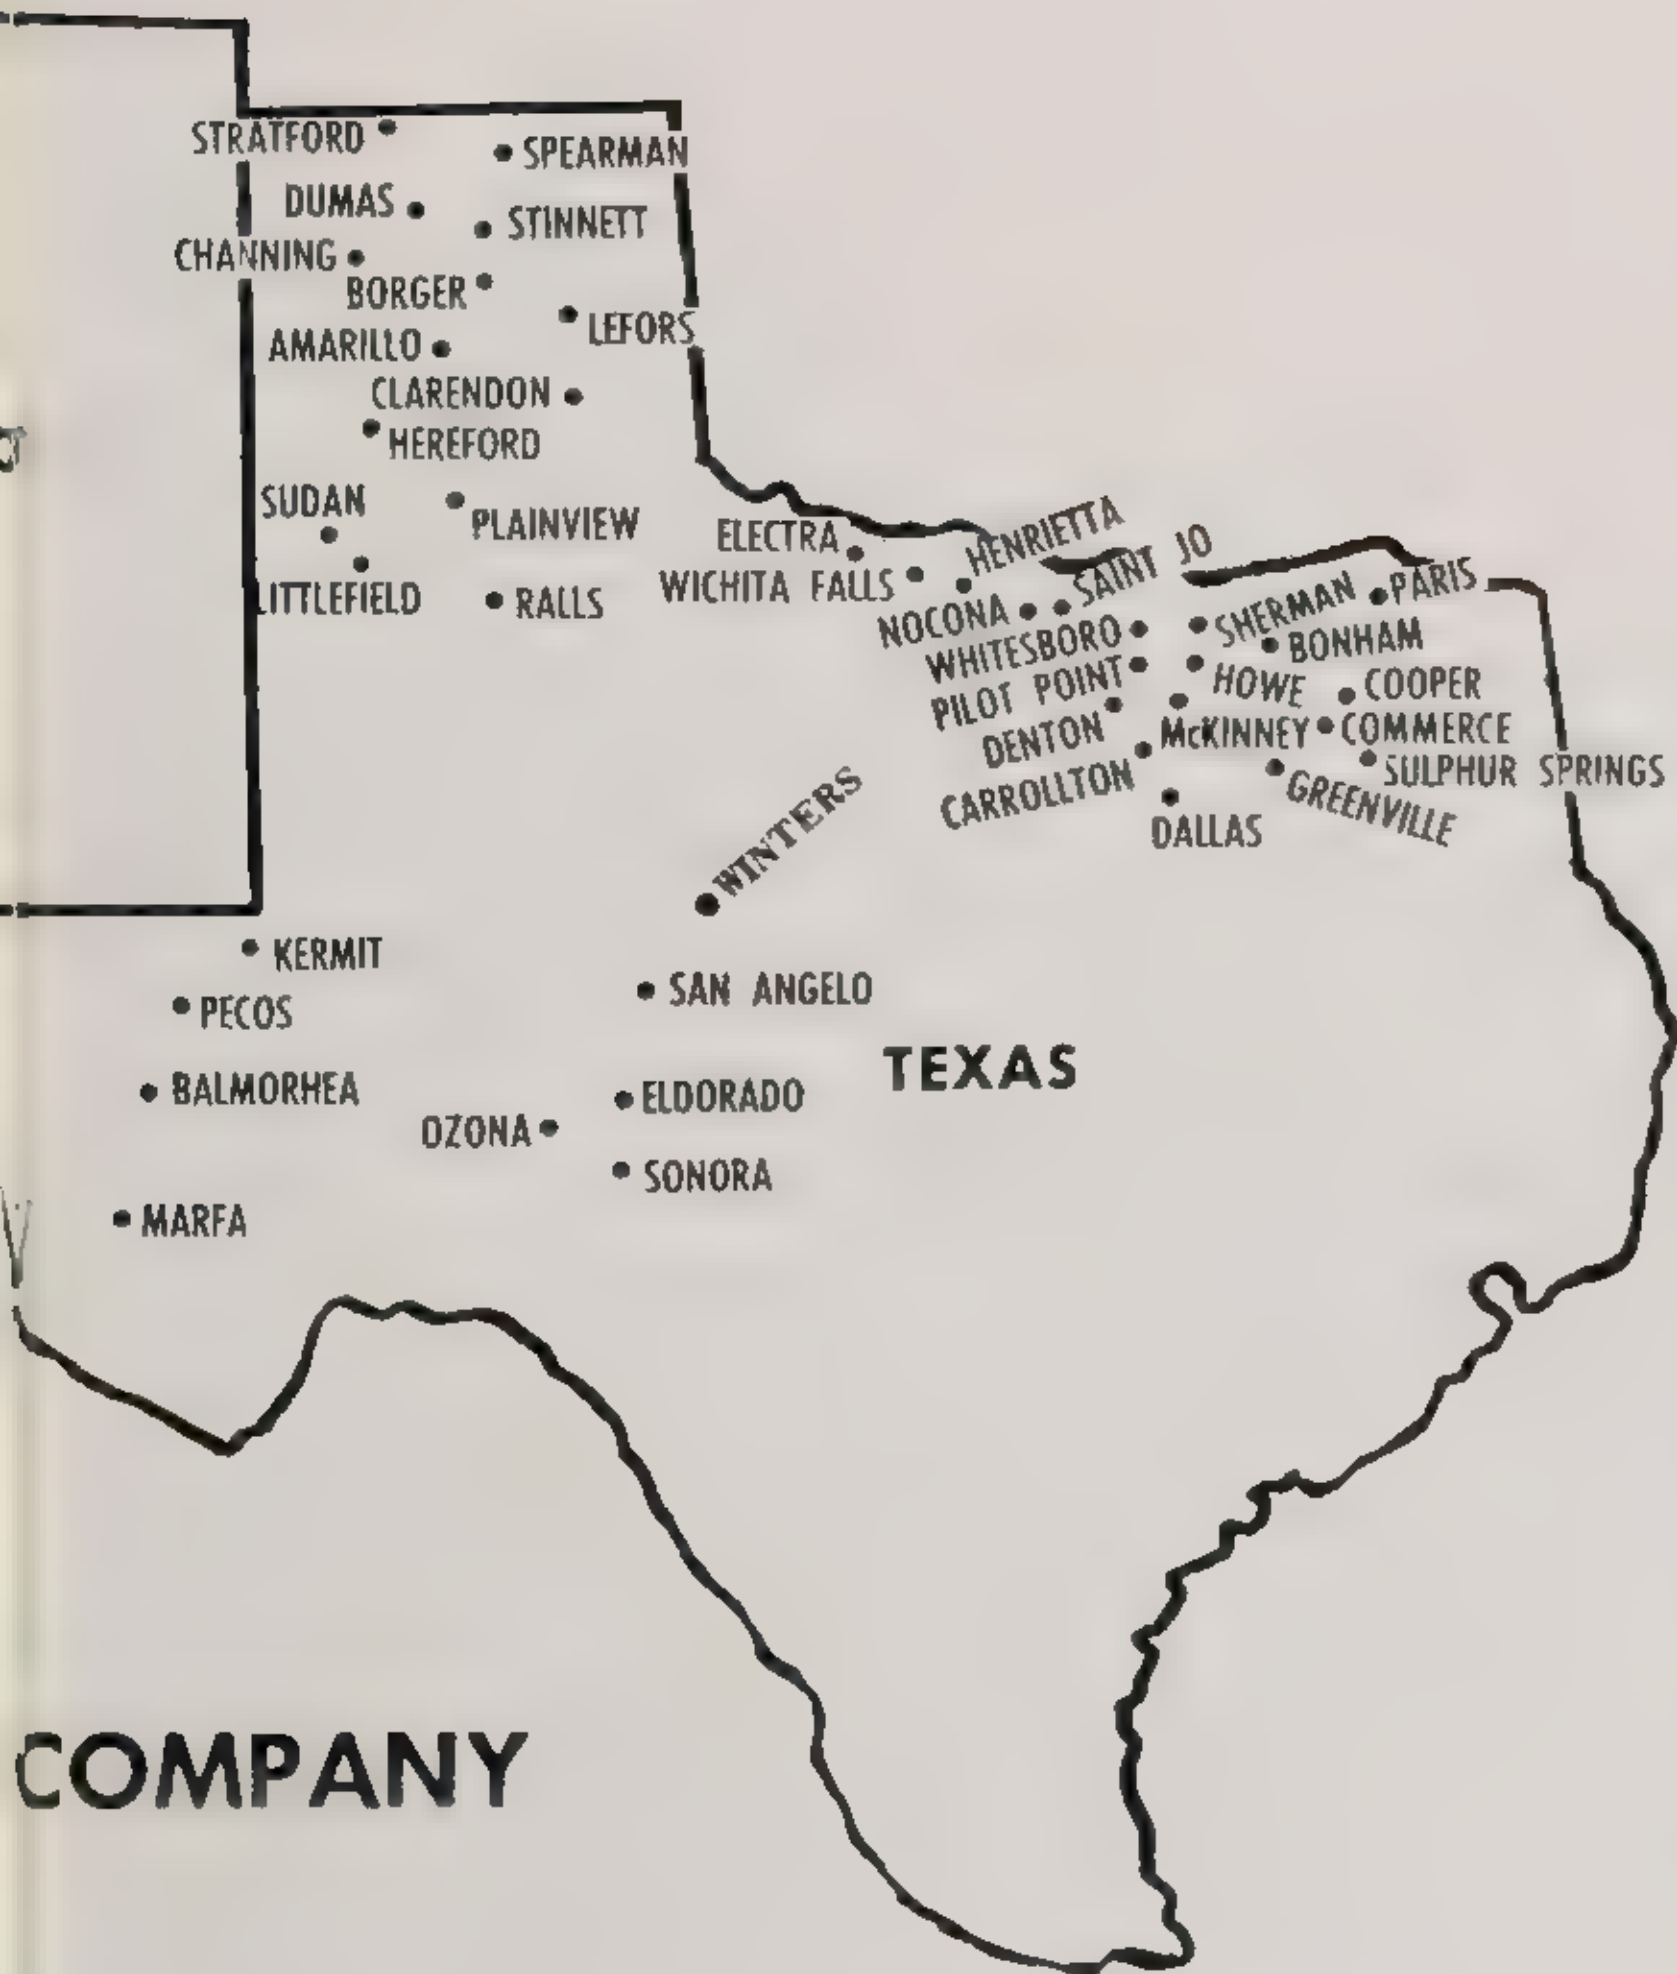 STRATFORD
SPEARMAN
DUMAS
STINNETT
CHANNING
BORGER
LEFORS
AMARILLO
CLARENDON
HEREFORD
SUDAN
PLAINVIEW
LITTLEFIELD
RALLS
ELECTRA
HENRIETTA
WICHITA FALLS
SAINT JO
NOCONA
SHERMAN
PARIS
WHITESBORO
BONHAM
PILOT POINT
HOWE
COOPER
DENTON
McKINNEY
COMMERCE
CARROLLTON
SULPHUR SPRINGS
GREENVILLE
DALLAS
WINTERS
KERMIT
SAN ANGELO
PECOS
TEXAS
BALMORHEA
ELDORADO
OZONA
SONORA
MARFA
COMPANY